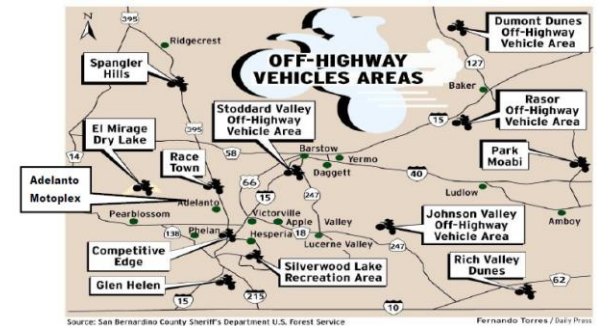 OFF-HIGHWAY
VEHICLES AREAS
N
395
Ridgecrest
Spangler
Hills
Dumont Dunes
Off-Highway
Vehicle Area
127
Baker
Rasor
Off-Highway
Vehicle Area
15
Stoddard Valley
Off-Highway
Vehicle Area
El Mirage
Dry Lake
395
Race
Town
58
14
Barstow
Yermo
Daggett
40
Park
Moabi
Adelanto
Motoplex
66
15
247
Ludlow
Adelanto
Pearblossom
Victorville
Apple Valley
138
Phelan
Hesperia
18
Lucerne Valley
247
Johnson Valley
Off-Highway
Vehicle Area
Amboy
Competitive
Edge
Silverwood Lake
Recreation Area
Rich Valley
Dunes
62
Glen Helen
15
215
10
Source: San Bernardino County Sheriff's Department U.S. Forest Service
Fernando Torres / Daily Press